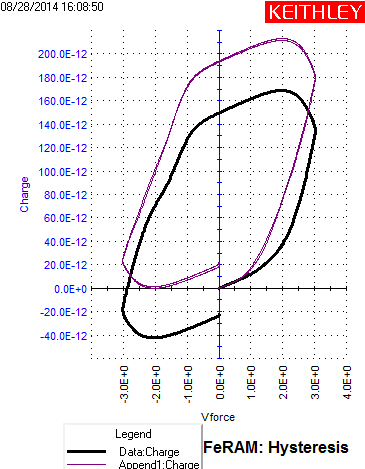 08/28/2014 16:08:50
KEITHLEY
200.0E-12
180.0E-12
160.0E-12
140.0E-12
120.0E-12
100.0E-12
80.0E-12
60.0E-12
40.0E-12
20.0E-12
0.0E+0
-20.0E-12
-40.0E-12
Charge
-3.0E+0
-2.0E+0
-1.0E+0
0.0E+0
1.0E+0
2.0E+0
3.0E+0
4.0E+0
Vforce
Legend
Data:Charge
Append1:Charge
FeRAM: Hysteresis